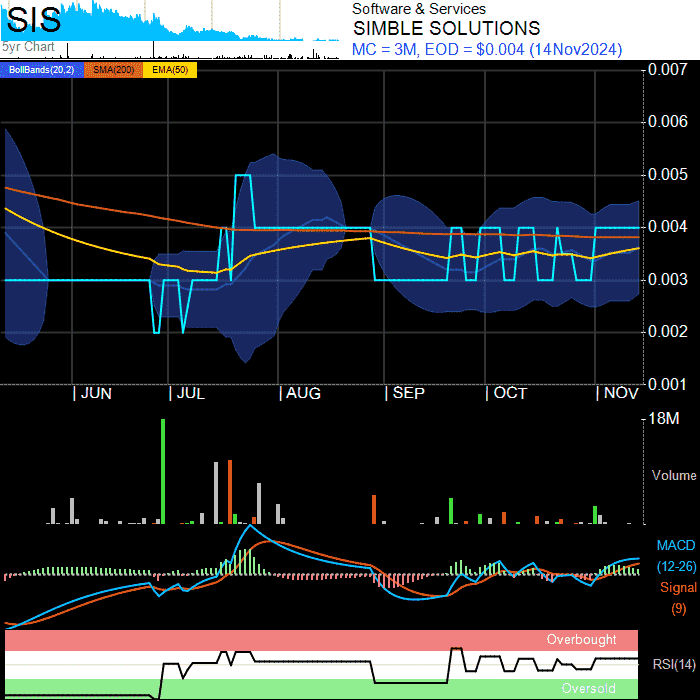 SIS
5yr Chart
Software & Services
SIMBLE SOLUTIONS
MC = 3M, EOD = $0.004 (14Nov2024)
BollBands(20,2) SMA(200) EMA(50)
0.007
0.006
0.005
0.004
0.003
0.002
0.001
JUN JUL AUG SEP OCT NOV
18M
Volume
MACD
(12-26)
Signal
(9)
Overbought
RSI(14)
Oversold